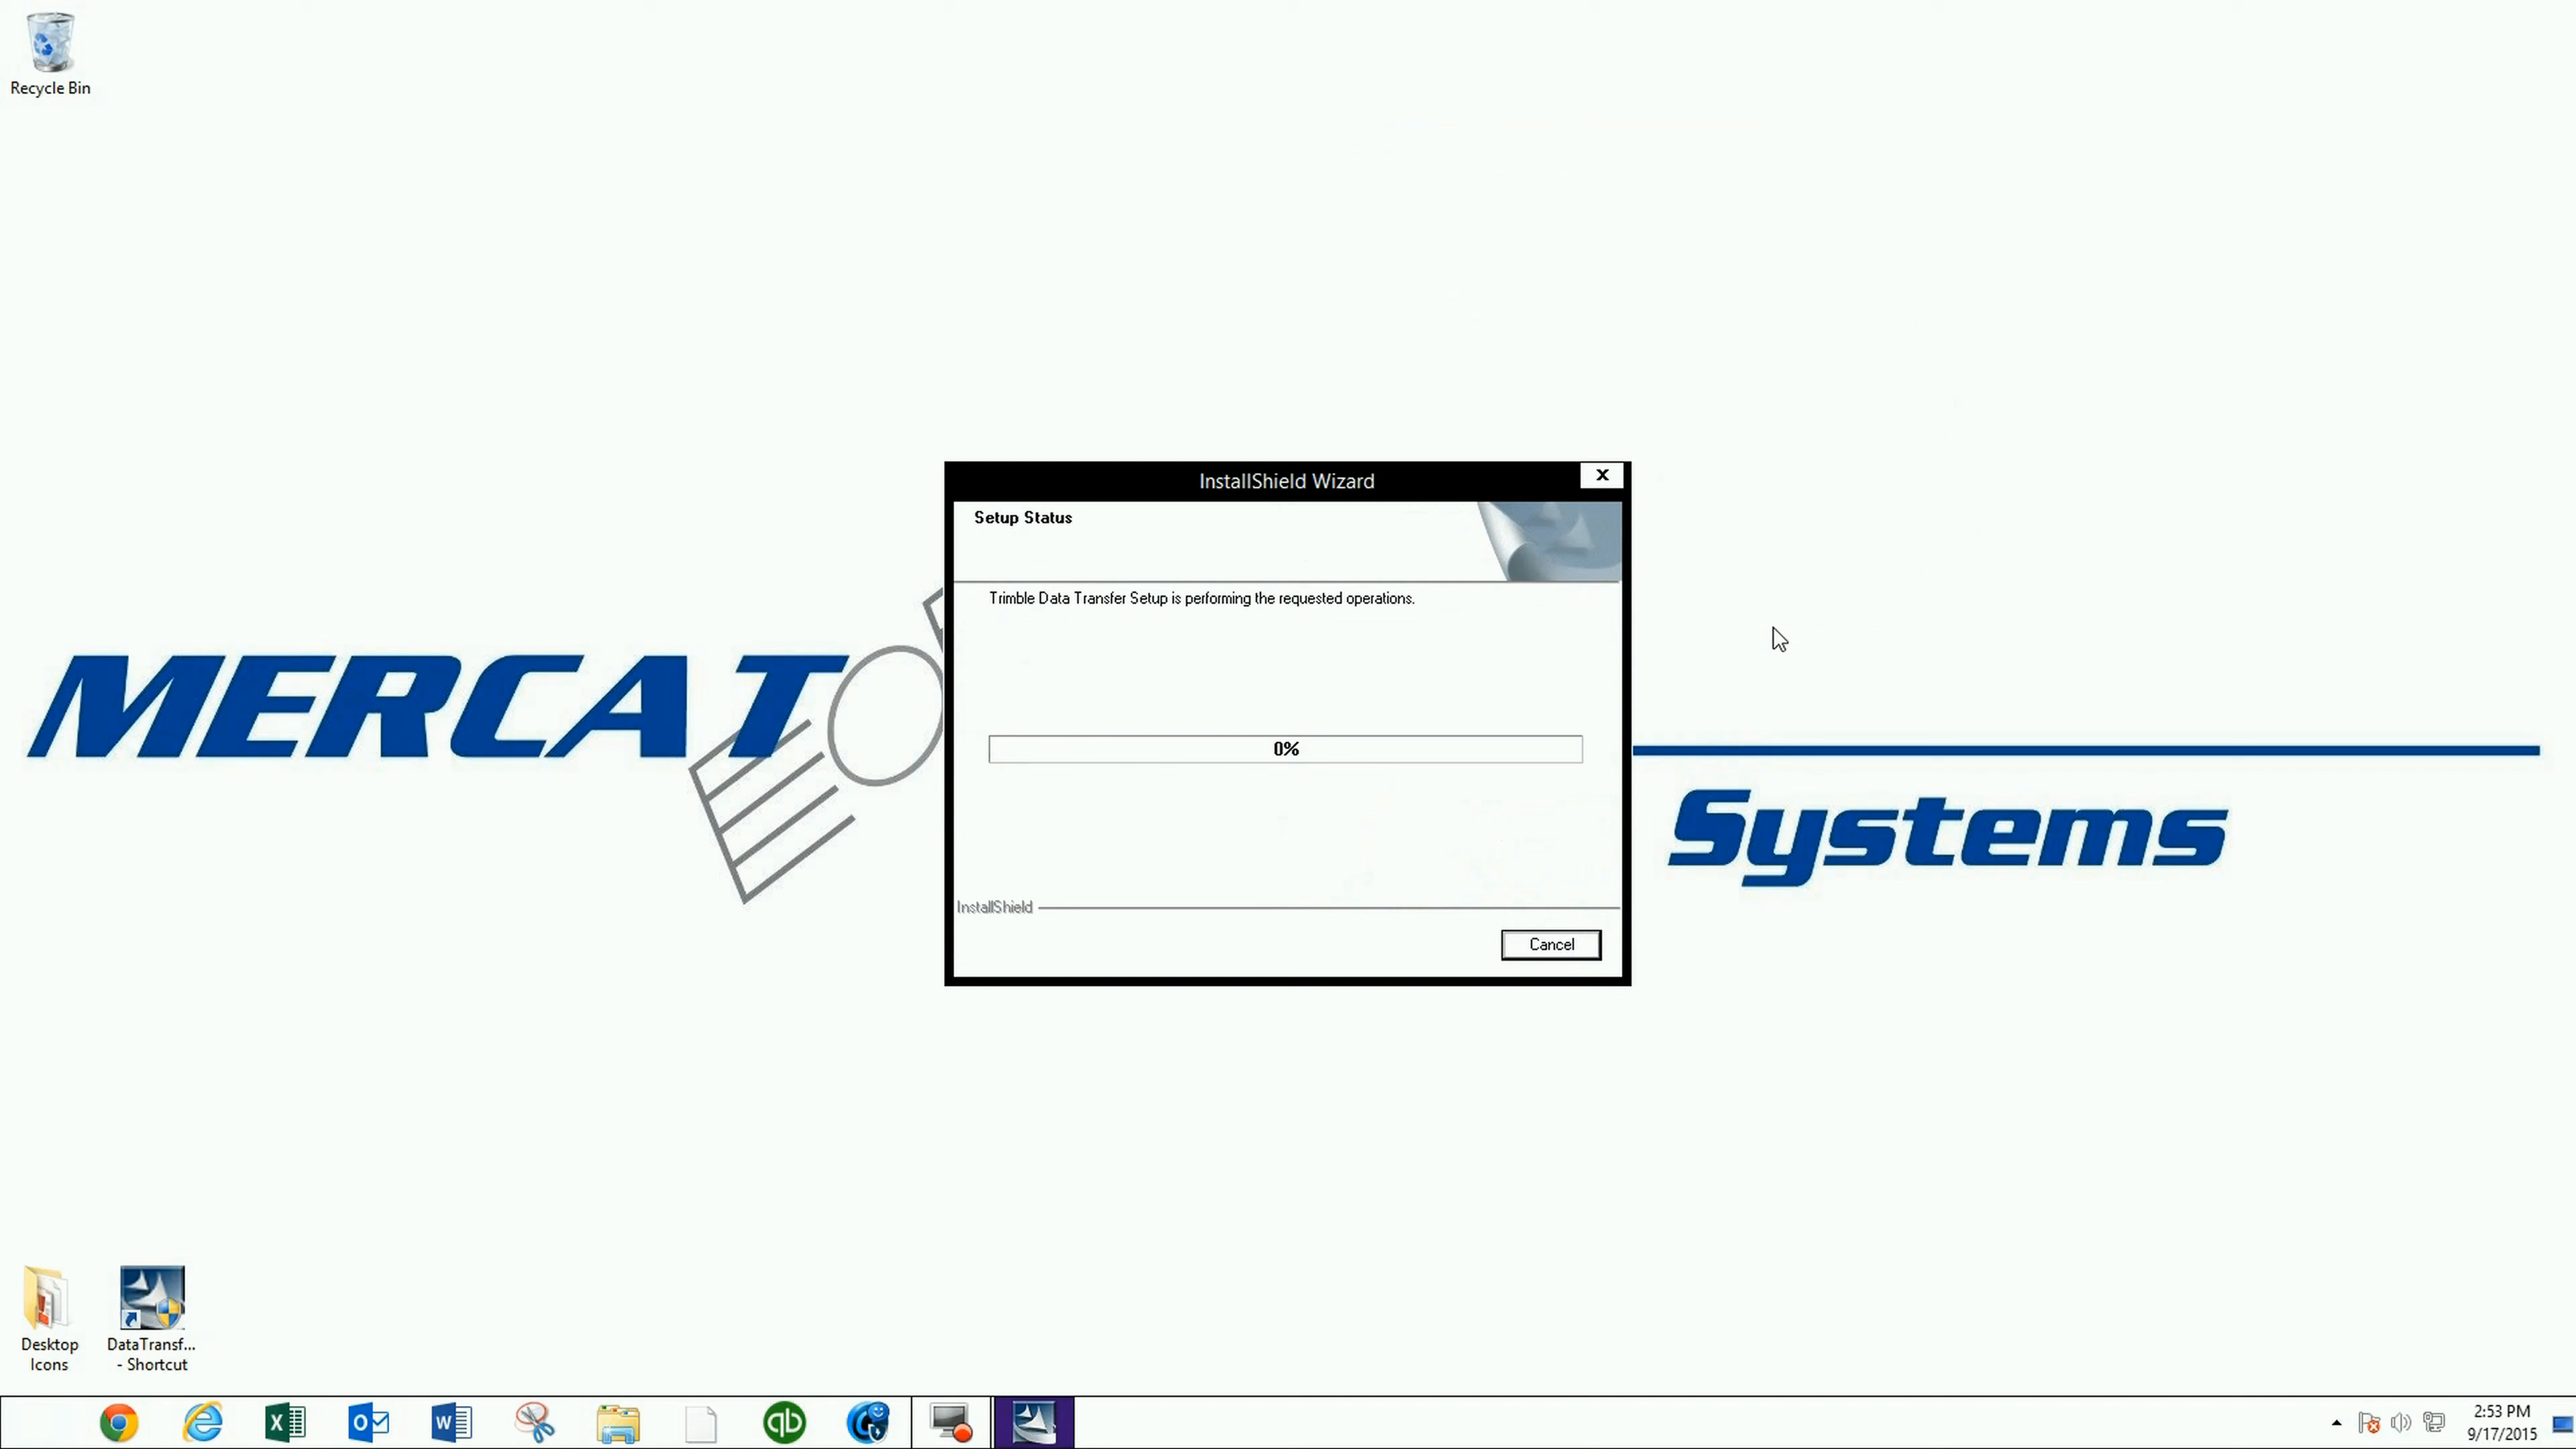 Recycle Bin
InstallShield Wizard
Setup Status
Trimble Data Transfer Setup is performing the requested operations.
MERCATO
0%
Systems
InstallShield
Cancel
Desktop
Icons
DataTransf...
- Shortcut
2:53 PM
9/17/2015